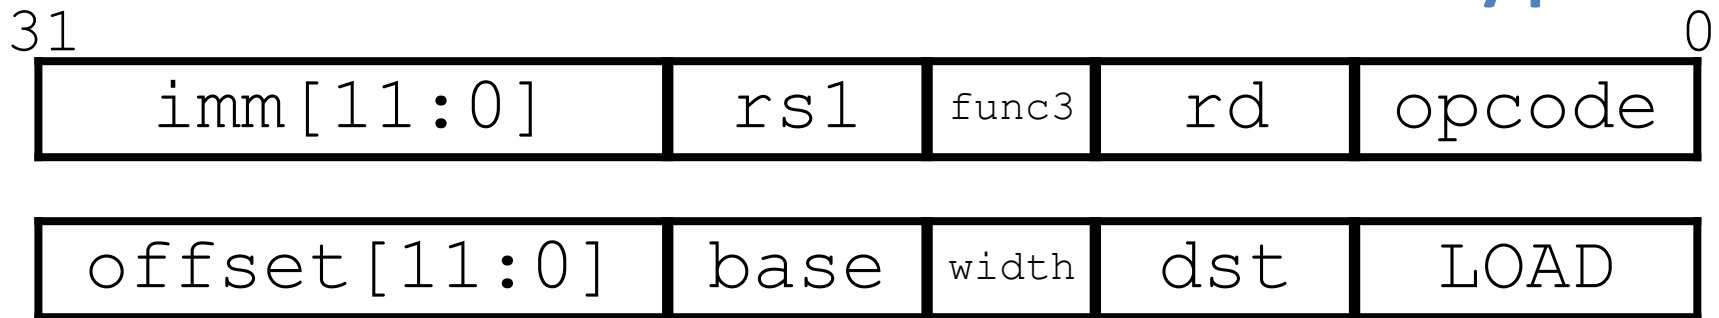 31 0
imm[11:0] rs1 func3 rd opcode
offset[11:0] base width dst LOAD